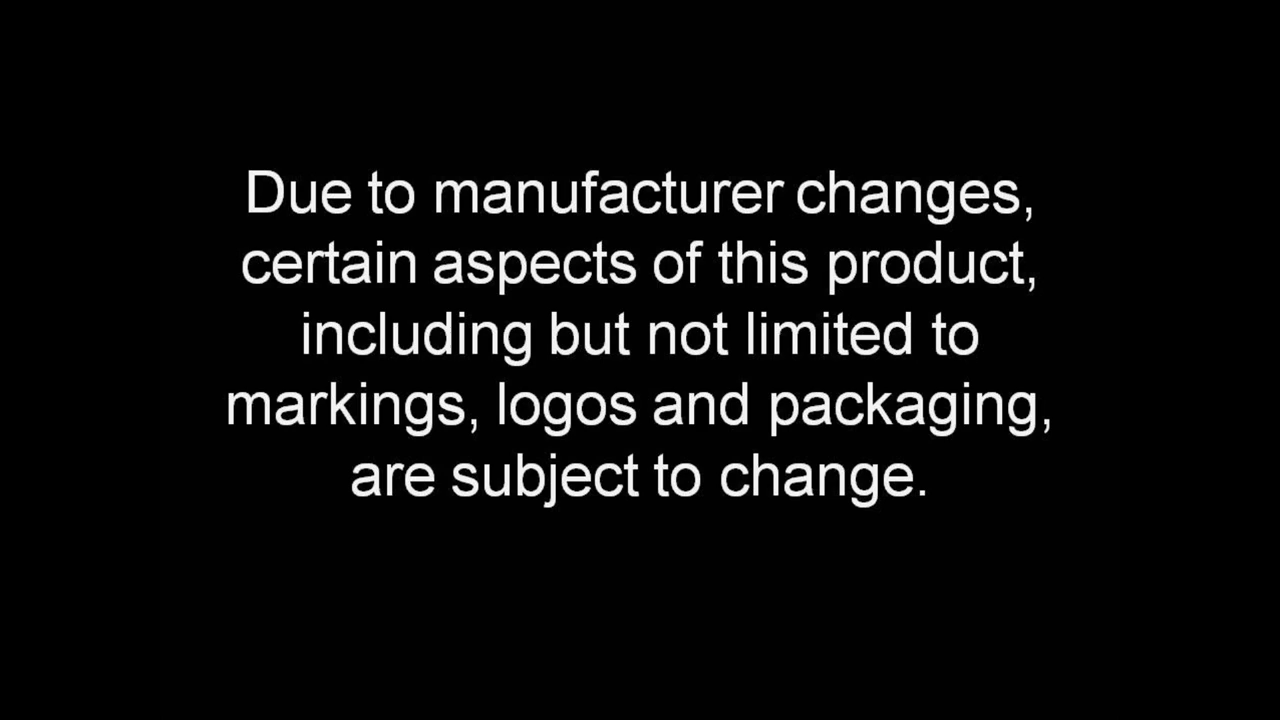 Due to manufacturer changes,
certain aspects of this product,
including but not limited to
markings, logos and packaging,
are subject to change.